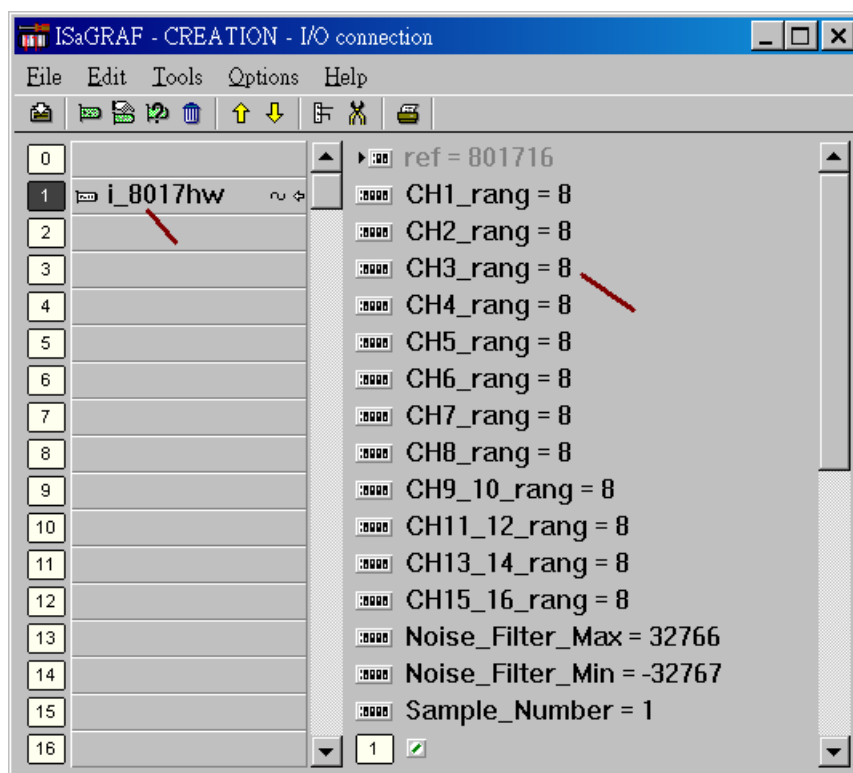 ISaGRAF - CREATION - I/O connection
File Edit Tools Options Help
0
1 i_8017hw
2
3
4
5
6
7
8
9
10
11
12
13
14
15
16
ref = 801716
CH1_rang = 8
CH2_rang = 8
CH3_rang = 8
CH4_rang = 8
CH5_rang = 8
CH6_rang = 8
CH7_rang = 8
CH8_rang = 8
CH9_10_rang = 8
CH11_12_rang = 8
CH13_14_rang = 8
CH15_16_rang = 8
Noise_Filter_Max = 32766
Noise_Filter_Min = -32767
Sample_Number = 1
1